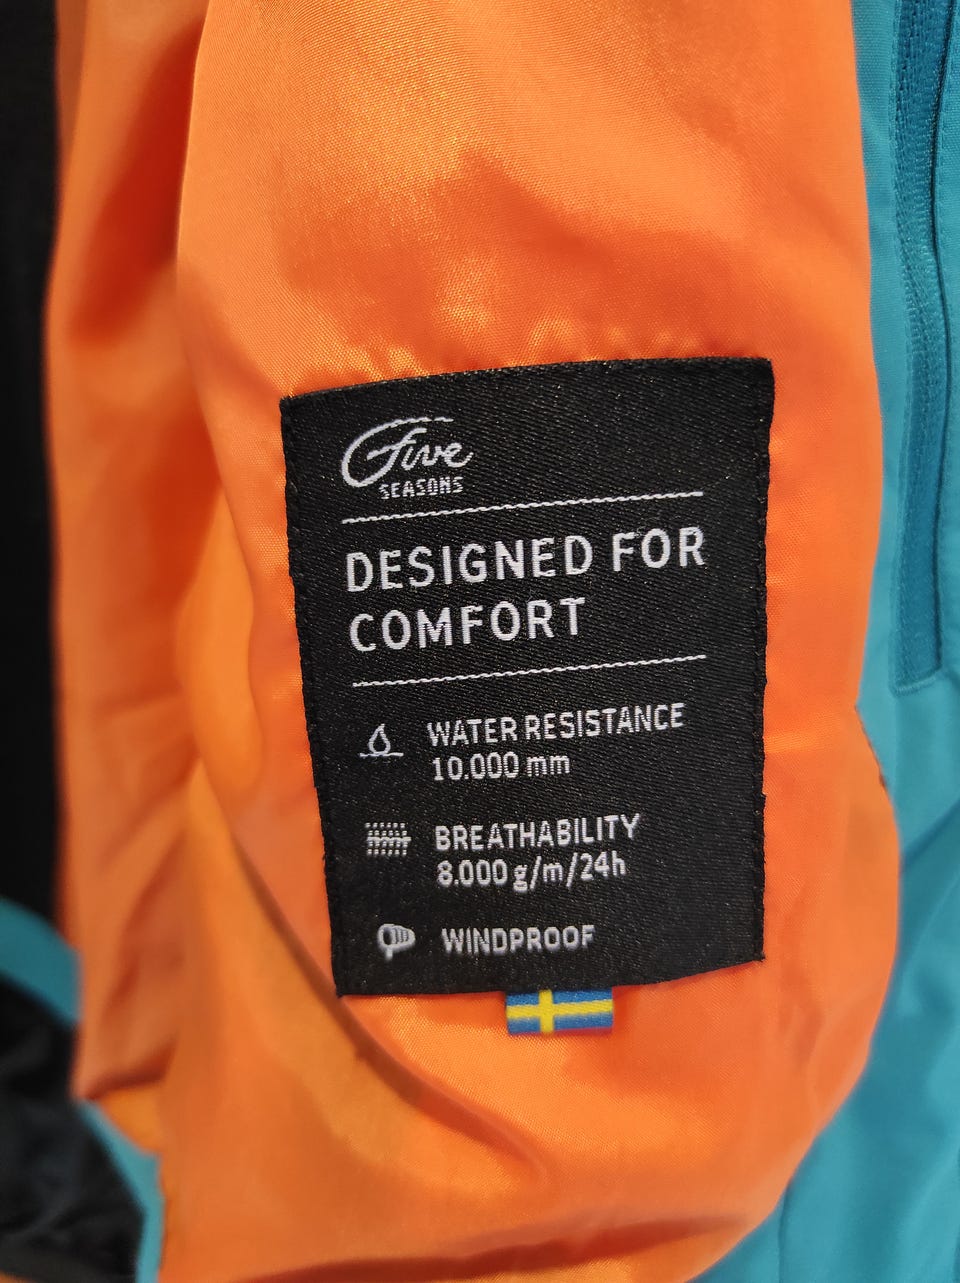 Five
SEASONS
DESIGNED FOR
COMFORT
WATER RESISTANCE
10.000 mm
BREATHABILITY
8.000 g/m/24h
WINDPROOF